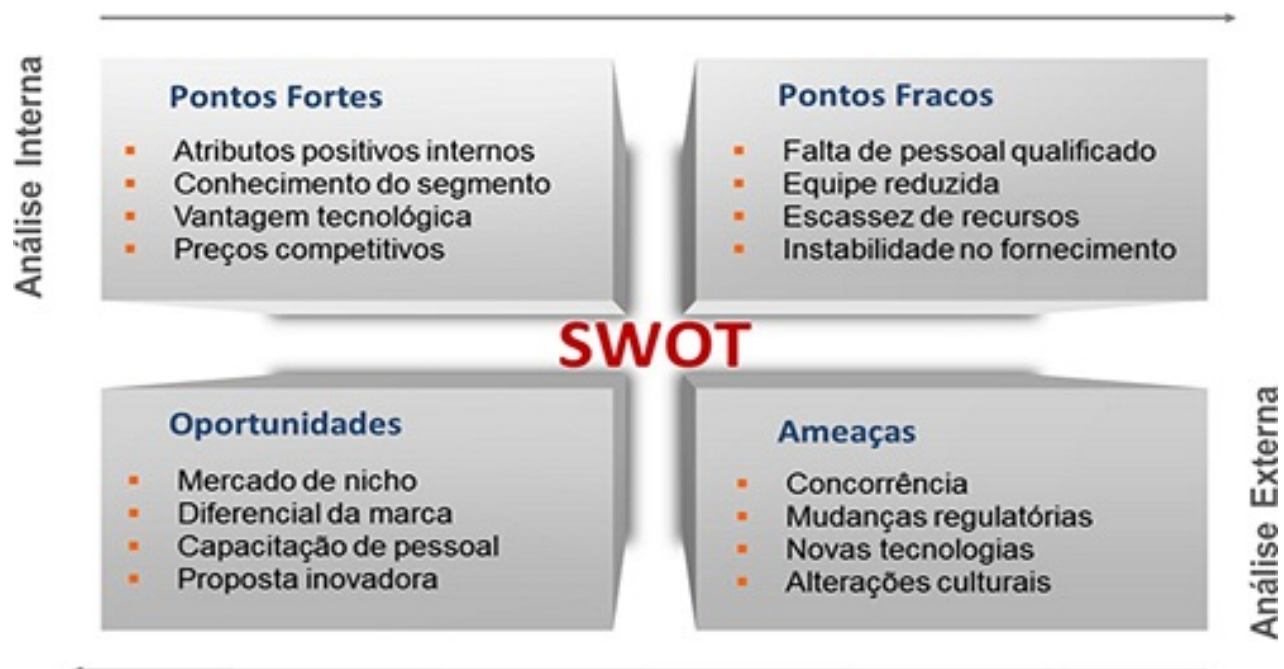 Análise Interna
Pontos Fortes
Atributos positivos internos
Conhecimento do segmento
Vantagem tecnológica
Preços competitivos
Pontos Fracos
Falta de pessoal qualificado
Equipe reduzida
Escassez de recursos
Instabilidade no fornecimento
SWOT
Oportunidades
Mercado de nicho
Diferencial da marca
Capacitação de pessoal
Proposta inovadora
Ameaças
Concorrência
Mudanças regulatórias
Novas tecnologias
Alterações culturais
Análise Externa